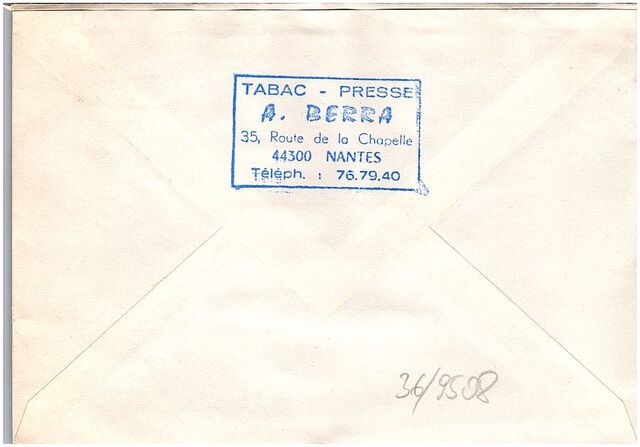 TABAC - PRESSE
A. BERRA
35, Route de la Chapelle
44300 NANTES
Téléph. : 76.79.40
36/9508